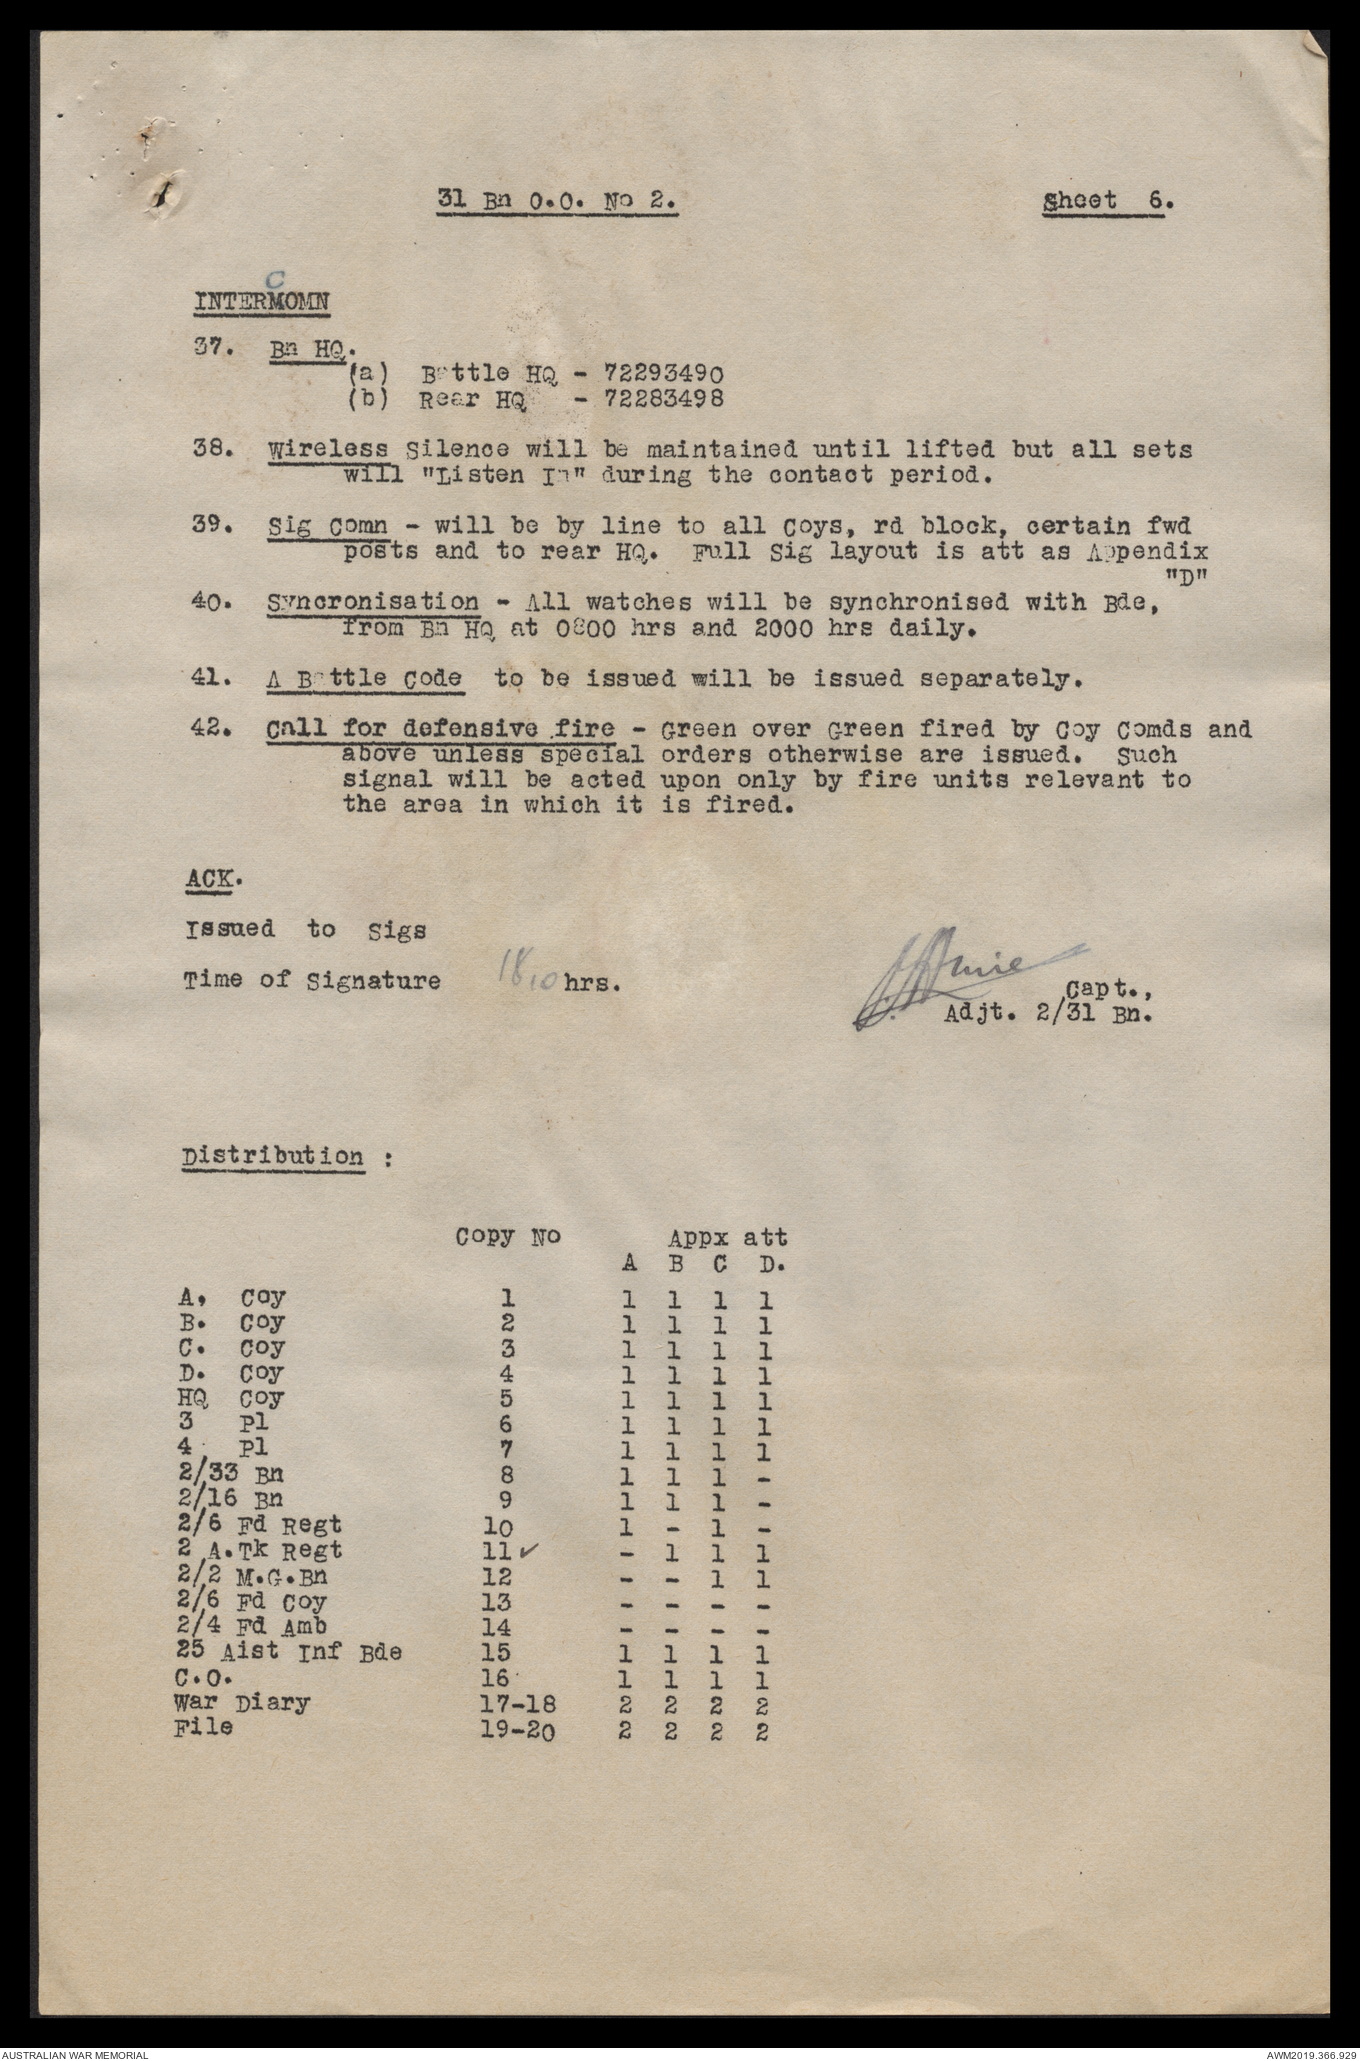 31 Bn O.O. No 2. Sheet 6.
C
INTERMOMN
37. Bn HQ.
(a) Battle HQ - 72293490
(b) Rear HQ - 72283498
38. Wireless Silence will be maintained until lifted but all sets
will "Listen In" during the contact period.
39. Sig Comn - will be by line to all Coys, rd block, certain fwd
posts and to rear HQ. Full Sig layout is att as Appendix
"D"
40. Syncronisation - All watches will be synchronised with Bde,
from Bn HQ at 0800 hrs and 2000 hrs daily.
41. A Battle Code to be issued will be issued separately.
42. Call for defensive fire - Green over Green fired by Coy Comds and
above unless special orders otherwise are issued. Such
signal will be acted upon only by fire units relevant to
the area in which it is fired.
ACK.
Issued to Sigs
Time of Signature 1810 hrs.
Capt.,
Adjt. 2/31 Bn.
Distribution :
Copy No Appx att
A B C D.
A. Coy 1 1 1 1 1
B. Coy 2 1 1 1 1
C. Coy 3 1 1 1 1
D. Coy 4 1 1 1 1
HQ Coy 5 1 1 1 1
3 Pl 6 1 1 1 1
4 Pl 7 1 1 1 1
2/33 Bn 8 1 1 1 -
2/16 Bn 9 1 1 1 -
2/6 Fd Regt 10 1 - 1 -
2 A.Tk Regt 11 ✓ - 1 1 1
2/2 M.G.Bn 12 - - 1 1
2/6 Fd Coy 13 - - - -
2/4 Fd Amb 14 - - - -
25 Aist Inf Bde 15 1 1 1 1
C.O. 16 1 1 1 1
War Diary 17-18 2 2 2 2
File 19-20 2 2 2 2
AUSTRALIAN WAR MEMORIAL AWM2019.366.929